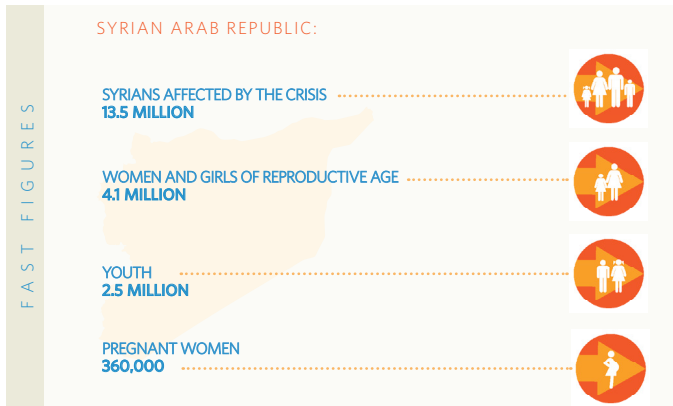 FAST FIGURES
SYRIAN ARAB REPUBLIC:
SYRIANS AFFECTED BY THE CRISIS
13.5 MILLION
WOMEN AND GIRLS OF REPRODUCTIVE AGE
4.1 MILLION
YOUTH
2.5 MILLION
PREGNANT WOMEN
360,000